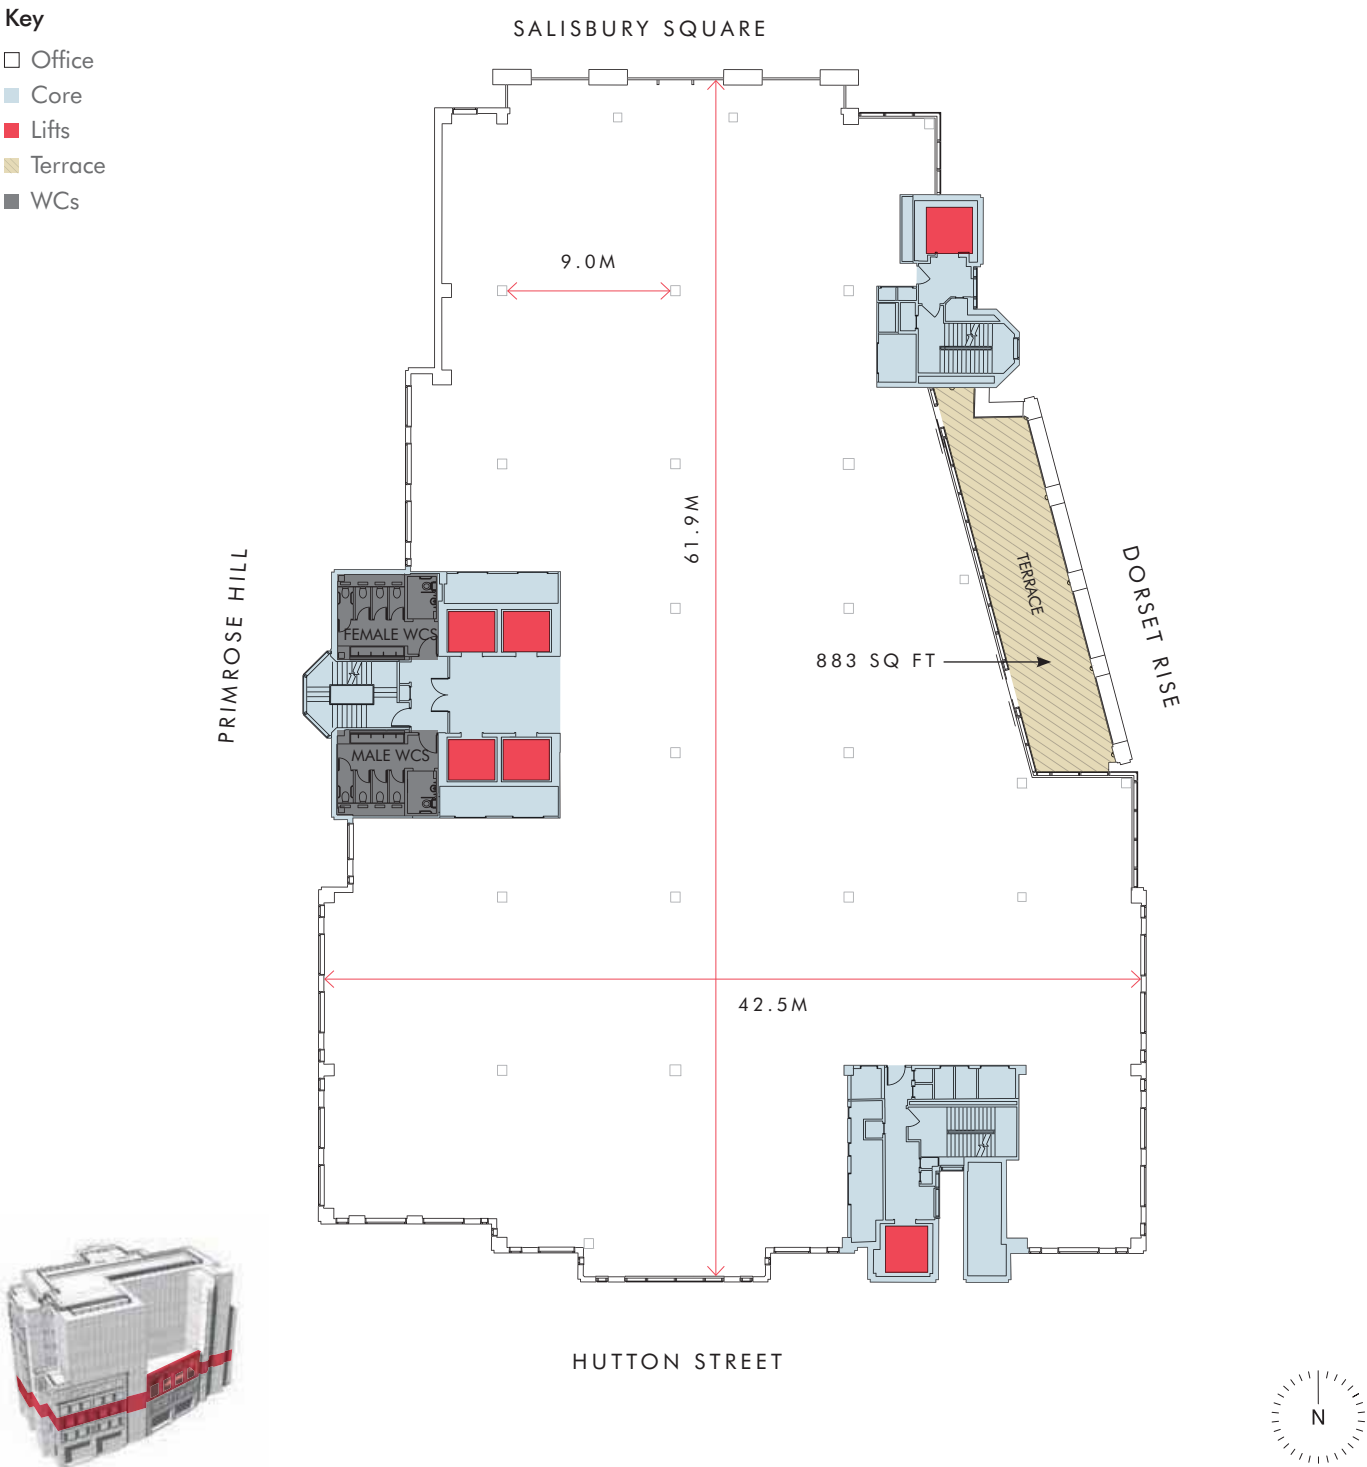 Key
Office
Core
Lifts
Terrace
WCs
SALISBURY SQUARE
9.0M
61.9M
PRIMROSE HILL
DORSET RISE
TERRACE
FEMALE WCS
883 SQ FT
MALE WCS
42.5M
HUTTON STREET
N